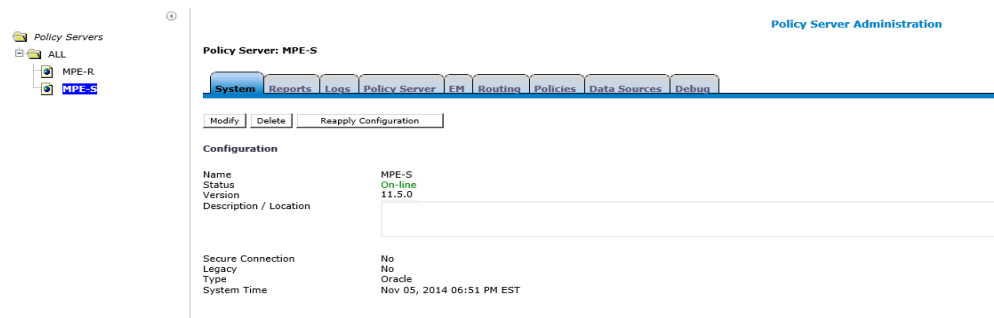 Policy Servers
ALL
MPE-R
MPE-S
Policy Server Administration
Policy Server: MPE-S
System Reports Logs Policy Server EM Routing Policies Data Sources Debug
Modify Delete Reapply Configuration
Configuration
Name MPE-S
Status On-line
Version 11.5.0
Description / Location
Secure Connection No
Legacy No
Type Oracle
System Time Nov 05, 2014 06:51 PM EST